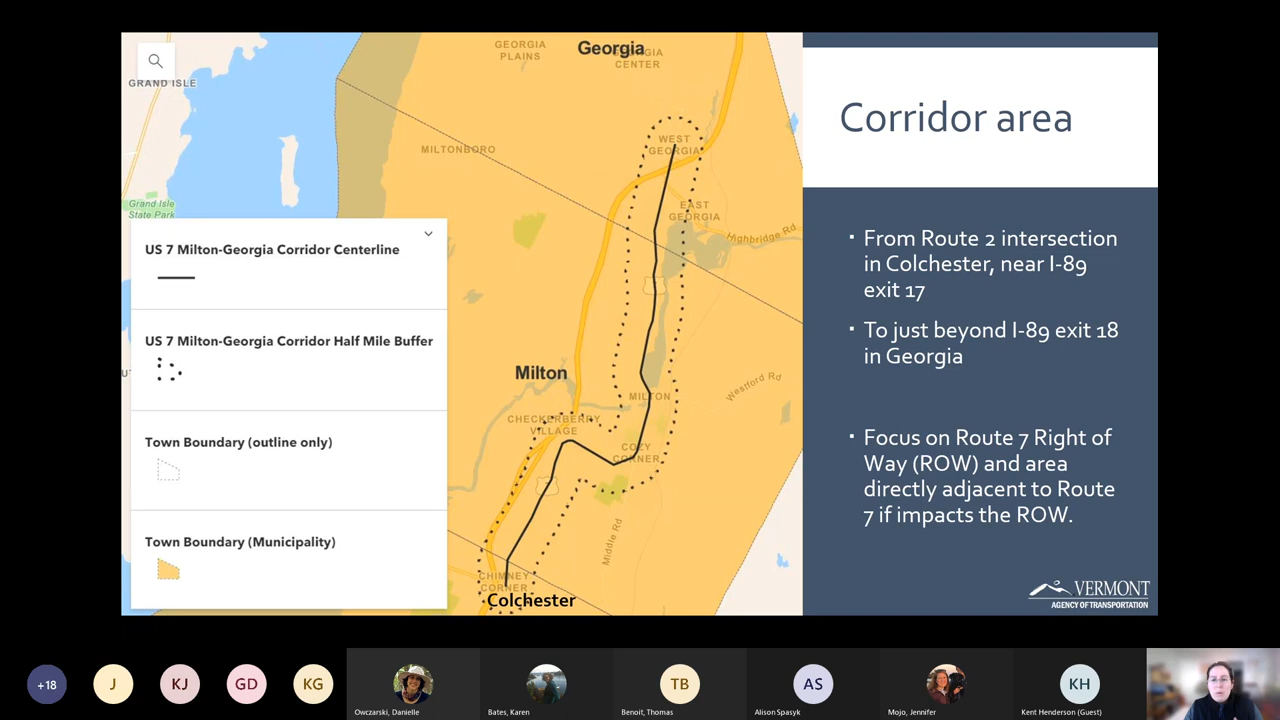 GRAND ISLE
Grand Isle
State Park
GEORGIA
PLAINS
Georgia
GEORGIA
CENTER
WEST
GEORGIA
MILTONBORO
EAST
GEORGIA
Highbridge Rd
Milton
MILTON
Westford Rd
CHECKERBERRY
VILLAGE
COZY
CORNER
Middle Rd
CHIMNEY
CORNER
Colchester
US 7 Milton-Georgia Corridor Centerline
US 7 Milton-Georgia Corridor Half Mile Buffer
Town Boundary (outline only)
Town Boundary (Municipality)
Corridor area
▪ From Route 2 intersection
in Colchester, near I-89
exit 17
▪ To just beyond I-89 exit 18
in Georgia
▪ Focus on Route 7 Right of
Way (ROW) and area
directly adjacent to Route
7 if impacts the ROW.
VERMONT
AGENCY OF TRANSPORTATION
+18
J
KJ
GD
KG
Owczarski, Danielle
Bates, Karen
TB
Benoit, Thomas
AS
Alison Spasyk
Mojo, Jennifer
KH
Kent Henderson (Guest)